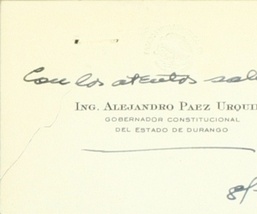 Con los atentos sal
ING. ALEJANDRO PAEZ URQUI
GOBERNADOR CONSTITUCIONAL
DEL ESTADO DE DURANGO